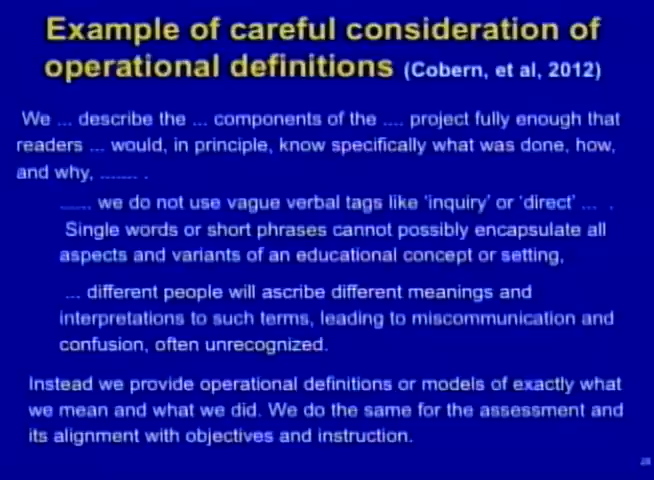 Example of careful consideration of
operational definitions (Cobern, et al, 2012)
We ... describe the ... components of the .... project fully enough that
readers ... would, in principle, know specifically what was done, how,
and why, ....... .
...... we do not use vague verbal tags like 'inquiry' or 'direct' ... .
Single words or short phrases cannot possibly encapsulate all
aspects and variants of an educational concept or setting,
... different people will ascribe different meanings and
interpretations to such terms, leading to miscommunication and
confusion, often unrecognized.
Instead we provide operational definitions or models of exactly what
we mean and what we did. We do the same for the assessment and
its alignment with objectives and instruction.